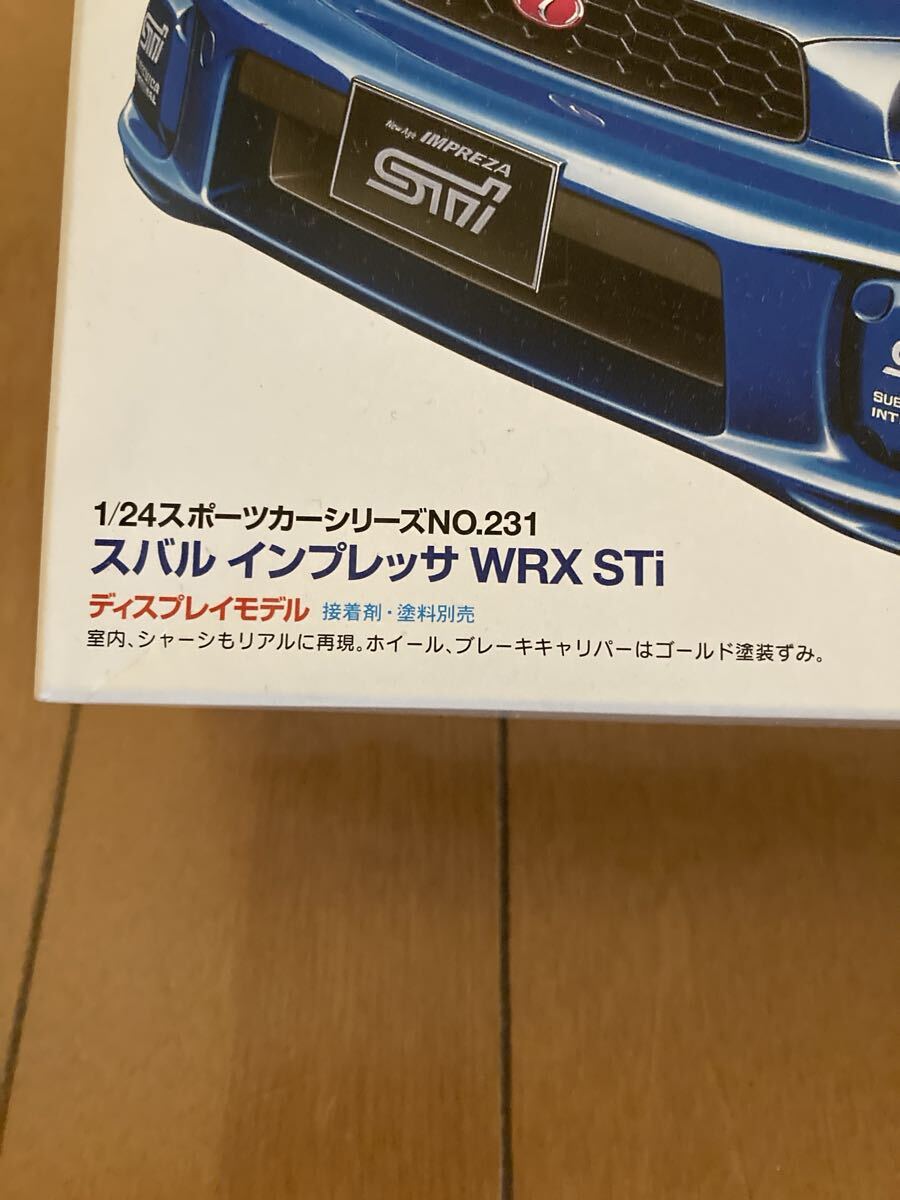 STi
New Age IMPREZA
STi
SUB
INT
1/24スポーツカーシリーズNO.231
スバル インプレッサ WRX STi
ディスプレイモデル 接着剤・塗料別売
室内、シャーシもリアルに再現。ホイール、ブレーキキャリパーはゴールド塗装ずみ。